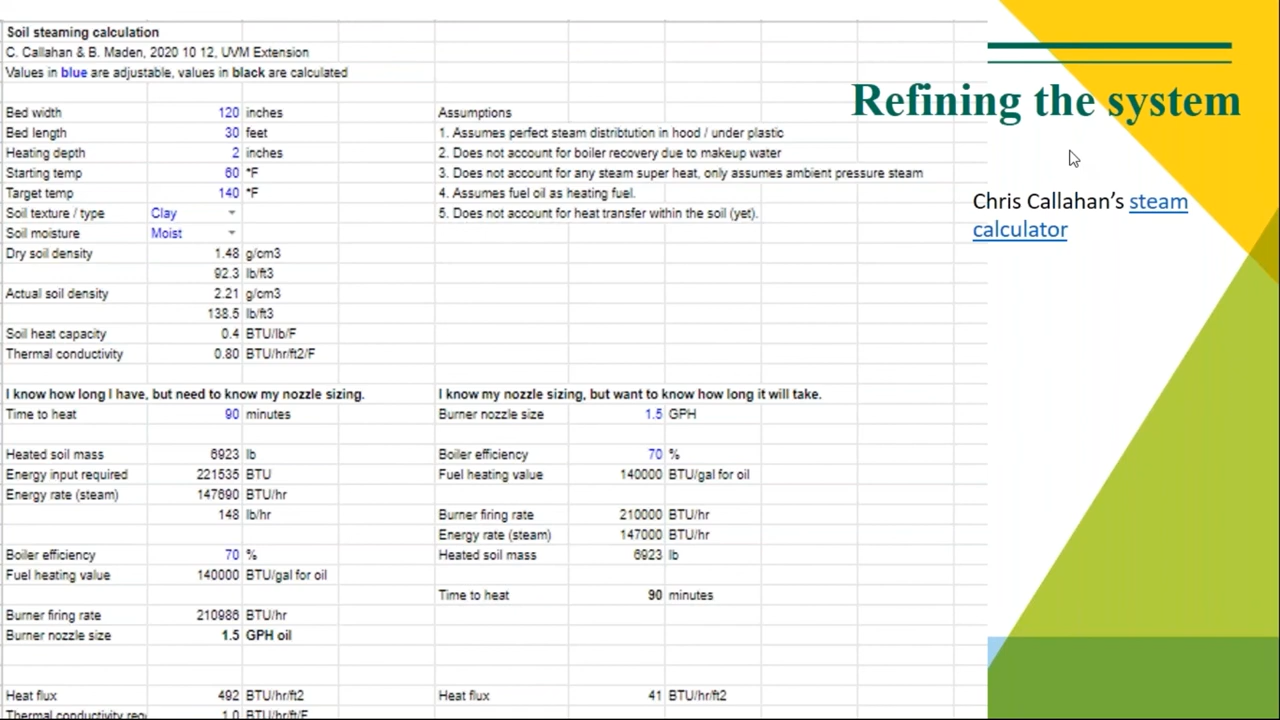 Soil steaming calculation
C. Callahan & B. Maden, 2020 10 12, UVM Extension
Values in blue are adjustable, values in black are calculated
Refining the system
Chris Callahan's steam
calculator
Bed width 120 inches Assumptions
Bed length 30 feet 1. Assumes perfect steam distribtution in hood / under plastic
Heating depth 2 inches 2. Does not account for boiler recovery due to makeup water
Starting temp 60 °F 3. Does not account for any steam super heat, only assumes ambient pressure steam
Target temp 140 °F 4. Assumes fuel oil as heating fuel.
Soil texture / type Clay 5. Does not account for heat transfer within the soil (yet).
Soil moisture Moist
Dry soil density 1.48 g/cm3
92.3 lb/ft3
Actual soil density 2.21 g/cm3
138.5 lb/ft3
Soil heat capacity 0.4 BTU/lb/F
Thermal conductivity 0.80 BTU/hr/ft2/F
I know how long I have, but need to know my nozzle sizing. I know my nozzle sizing, but want to know how long it will take.
Time to heat 90 minutes Burner nozzle size 1.5 GPH
Heated soil mass 6923 lb Boiler efficiency 70 %
Energy input required 221535 BTU Fuel heating value 140000 BTU/gal for oil
Energy rate (steam) 147690 BTU/hr
148 lb/hr Burner firing rate 210000 BTU/hr
Energy rate (steam) 147000 BTU/hr
Boiler efficiency 70 % Heated soil mass 6923 lb
Fuel heating value 140000 BTU/gal for oil
Time to heat 90 minutes
Burner firing rate 210986 BTU/hr
Burner nozzle size 1.5 GPH oil
Heat flux 492 BTU/hr/ft2 Heat flux 41 BTU/hr/ft2
Thermal conductivity req 1.0 BTU/hr/ft/F